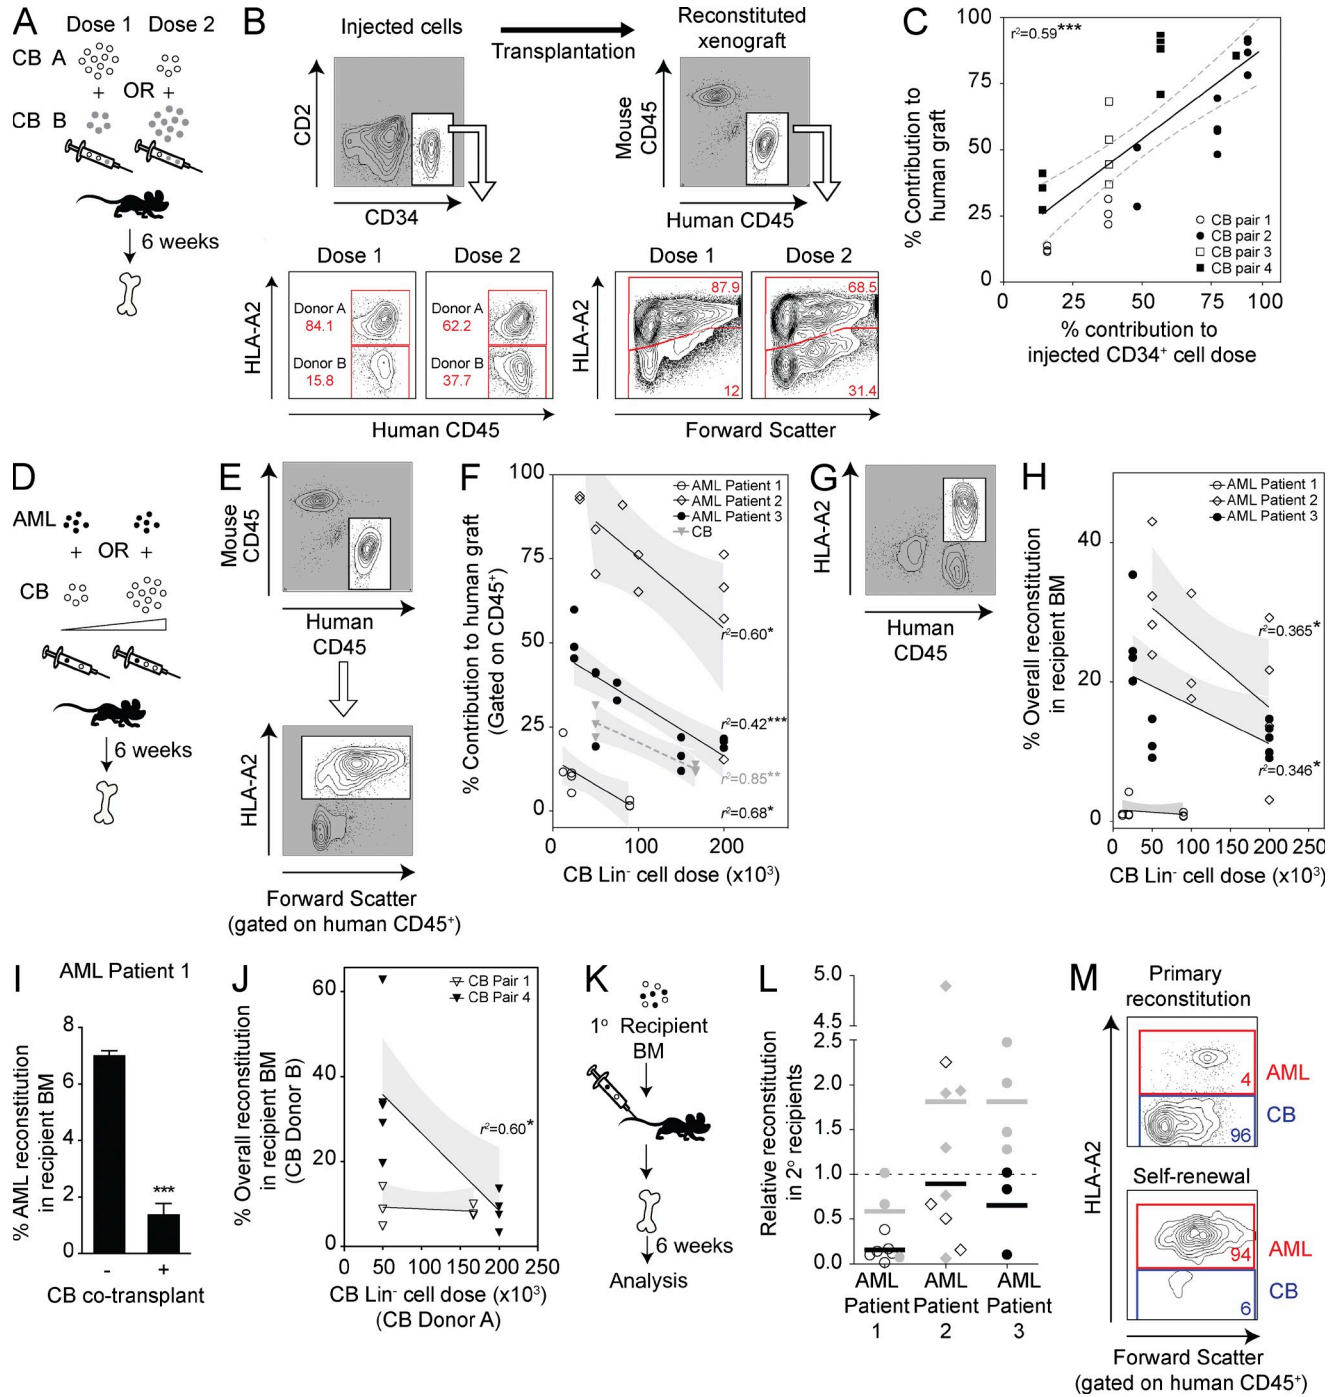 A
Dose 1 Dose 2
CB A
+ OR +
CB B
6 weeks
B
Injected cells
Transplantation
Reconstituted
xenograft
CD2
CD34
Mouse
CD45
Human CD45
Dose 1 Dose 2
HLA-A2
Donor A
84.1
Donor B
15.8
Donor A
62.2
Donor B
37.7
Human CD45
Dose 1 Dose 2
HLA-A2
87.9
12
68.5
31.4
Forward Scatter
C
r²=0.59***
% Contribution to
human graft
100
75
50
25
0
0 25 50 75 100
CB pair 1
CB pair 2
CB pair 3
CB pair 4
% contribution to
injected CD34⁺ cell dose
D
AML
+ OR +
CB
6 weeks
E
Mouse
CD45
Human
CD45
HLA-A2
Forward Scatter
(gated on human CD45⁺)
F
% Contribution to human graft
(Gated on CD45⁺)
100
75
50
25
0
AML Patient 1
AML Patient 2
AML Patient 3
CB
r²=0.60*
r²=0.42***
r²=0.85**
r²=0.68*
0 100 200
CB Lin⁻ cell dose (x10³)
G
HLA-A2
Human
CD45
H
% Overall reconstitution
in recipient BM
40
20
0
AML Patient 1
AML Patient 2
AML Patient 3
r²=0.365*
r²=0.346*
0 50 100 150 200 250
CB Lin⁻ cell dose (x10³)
I
AML Patient 1
% AML reconstitution
in recipient BM
8
6
4
2
0
***
- +
CB co-transplant
J
% Overall reconstitution
in recipient BM
(CB Donor B)
60
40
20
0
CB Pair 1
CB Pair 4
r²=0.60*
0 50 100 150 200 250
CB Lin⁻ cell dose (x10³)
(CB Donor A)
K
1° Recipient
BM
6 weeks
Analysis
L
Relative reconstitution
in 2° recipients
5.0
4.5
2.5
2.0
1.5
1.0
0.5
0.0
AML AML AML
Patient Patient Patient
1 2 3
M
Primary
reconstitution
HLA-A2
4
AML
96
CB
Self-renewal
94
AML
6
CB
Forward Scatter
(gated on human CD45⁺)